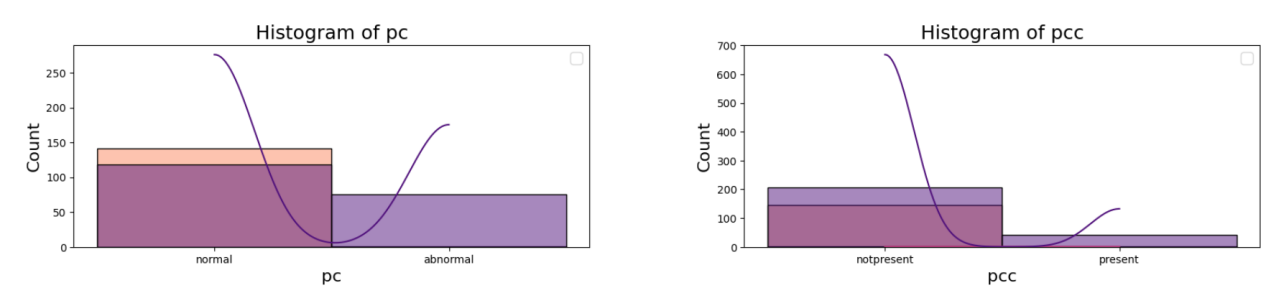 Histogram of pc
Count
250
200
150
100
50
0
normal
abnormal
pc
Histogram of pcc
Count
700
600
500
400
300
200
100
0
notpresent
present
pcc